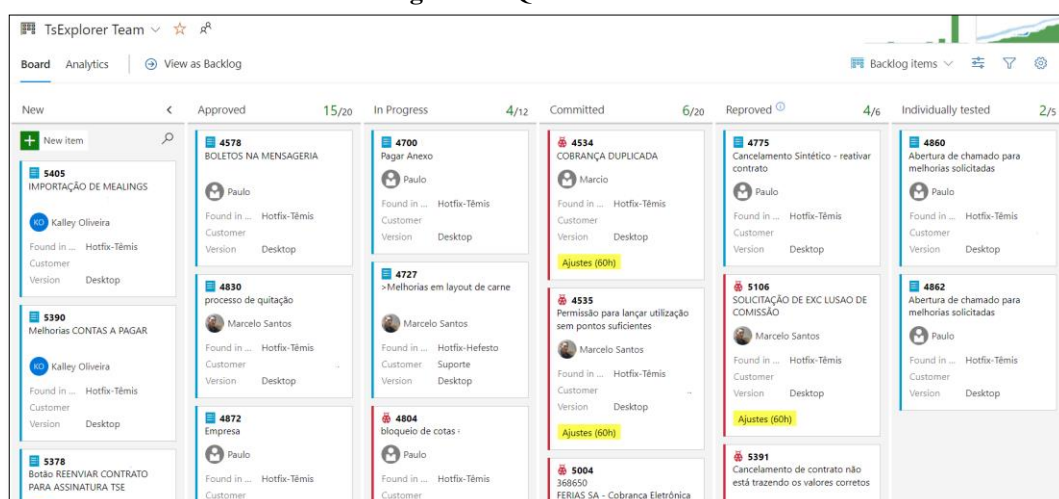 TsExplorer Team
Board Analytics View as Backlog Backlog items
New
New item
5405
IMPORTAÇÃO DE MEALINGS
KO Kalley Oliveira
Found in ... Hotfix-Têmis
Customer
Version Desktop
5390
Melhorias CONTAS A PAGAR
KO Kalley Oliveira
Found in ... Hotfix-Têmis
Customer
Version Desktop
5378
Botão REENVIAR CONTRATO
PARA ASSINATURA TSE
Approved 15/20
4578
BOLETOS NA MENSAGERIA
Paulo
Found in ... Hotfix-Têmis
Customer
Version Desktop
4830
processo de quitação
Marcelo Santos
Found in ... Hotfix-Têmis
Customer
Version Desktop
4872
Empresa
Paulo
Found in ... Hotfix-Têmis
Customer
In Progress 4/12
4700
Pagar Anexo
Paulo
Found in ... Hotfix-Têmis
Customer
Version Desktop
4727
>Melhorias em layout de carne
Marcelo Santos
Found in ... Hotfix-Hefesto
Customer Suporte
Version Desktop
4804
bloqueio de cotas
Paulo
Found in ... Hotfix-Têmis
Customer
Committed 6/20
4534
COBRANÇA DUPLICADA
Marcio
Found in ... Hotfix-Têmis
Customer
Version Desktop
Ajustes (60h)
4535
Permissão para lançar utilização
sem pontos suficientes
Marcelo Santos
Found in ... Hotfix-Têmis
Customer
Version Desktop
Ajustes (60h)
5004
368650
FERIAS SA - Cobrança Eletrônica
Reproved 4/6
4775
Cancelamento Sintético - reativar
contrato
Paulo
Found in ... Hotfix-Têmis
Customer
Version Desktop
5106
SOLICITAÇÃO DE EXC LUSAO DE
COMISSÃO
Marcelo Santos
Found in ... Hotfix-Têmis
Customer
Version Desktop
Ajustes (60h)
5391
Cancelamento de contrato não
está trazendo os valores corretos
Individually tested 2/5
4860
Abertura de chamado para
melhorias solicitadas
Paulo
Found in ... Hotfix-Têmis
Customer
Version Desktop
4862
Abertura de chamado para
melhorias solicitadas
Paulo
Found in ... Hotfix-Têmis
Customer
Version Desktop